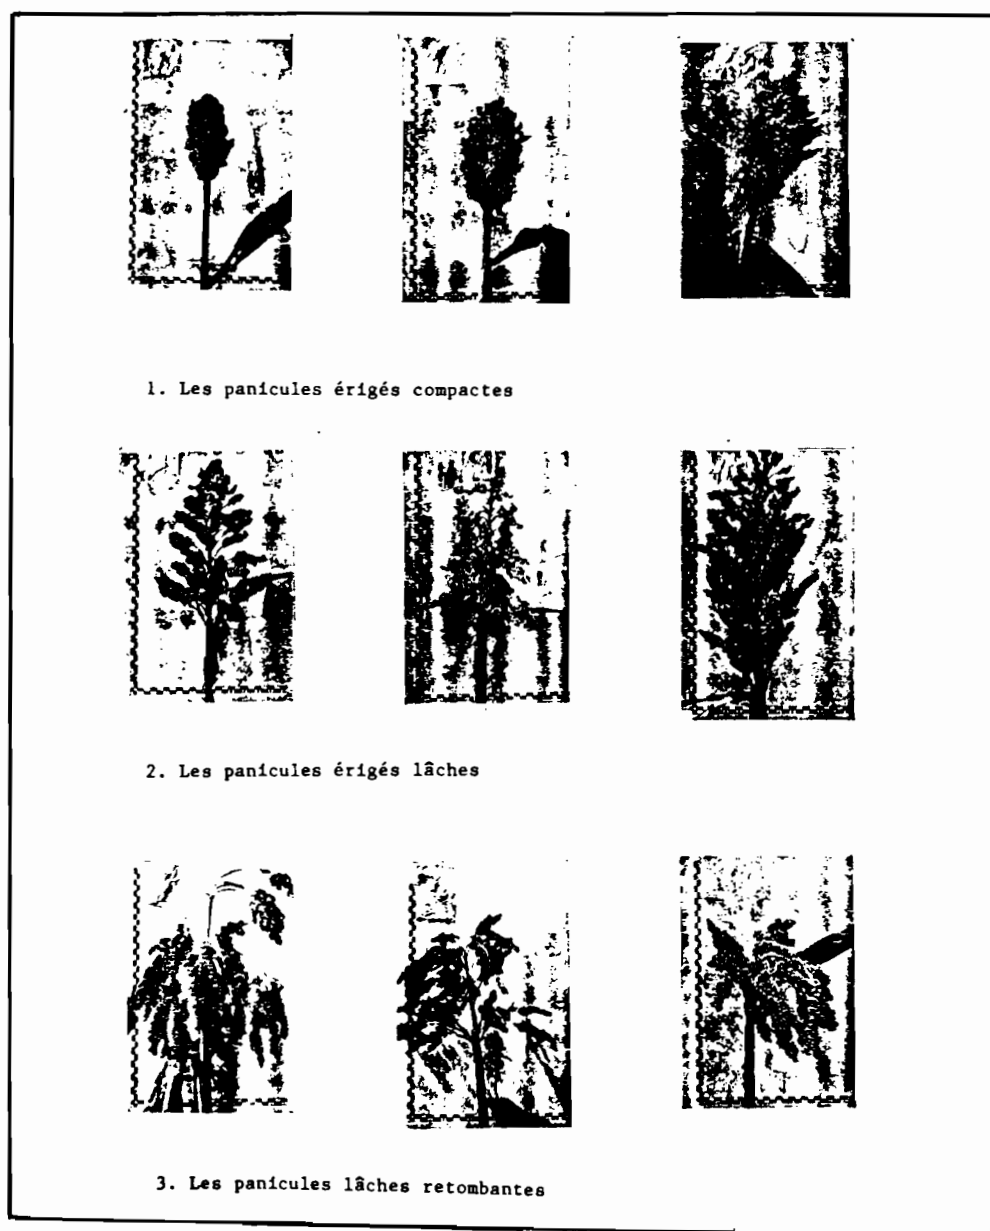 1. Les panicules érigés compactes
2. Les panicules érigés lâches
3. Les panicules lâches retombantes